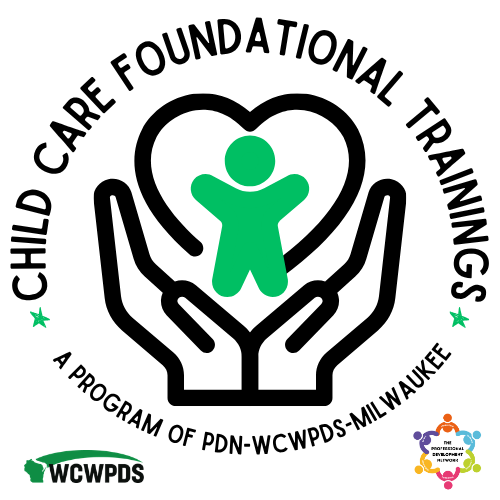 CHILD CARE FOUNDATIONAL TRAININGS
A PROGRAM OF PDN-WCWPDS-MILWAUKEE
WCWPDS
THE
PROFESSIONAL
DEVELOPMENT
NETWORK